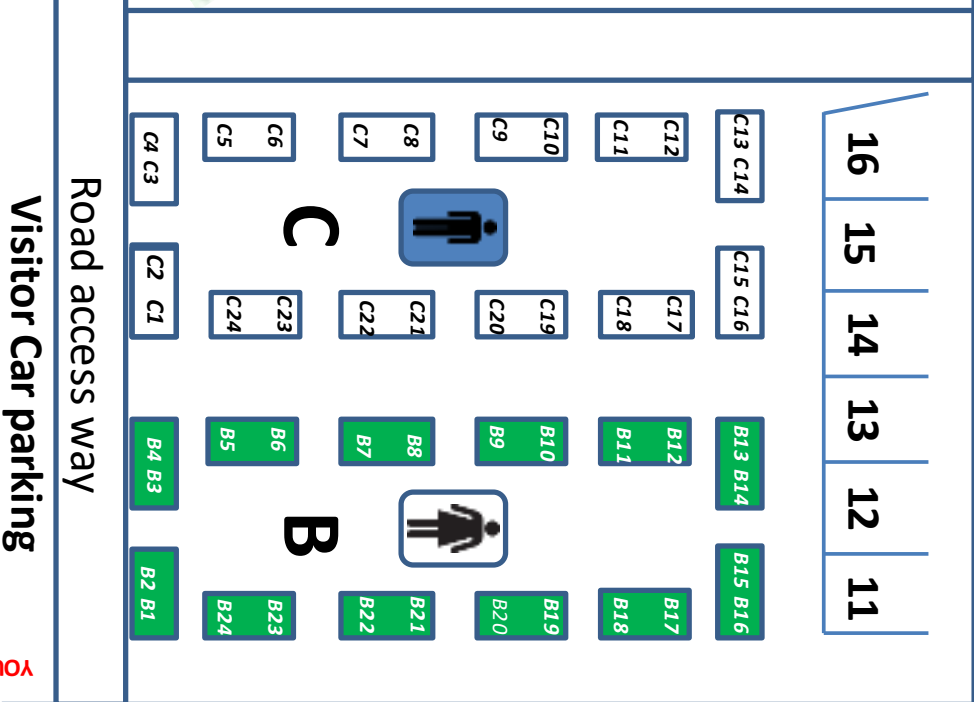 16
15
14
13
12
11
C13 C14
C15 C16
B13 B14
B15 B16
C12
C11
C17
C18
B12
B11
B17
B18
C10
C9
C19
C20
B10
B9
B19
B20
C8
C7
C21
C22
B8
B7
B21
B22
C
B
C6
C5
C23
C24
B6
B5
B23
B24
C4 C3
C2 C1
B4 B3
B2 B1
Road access way
Visitor Car parking
YOU